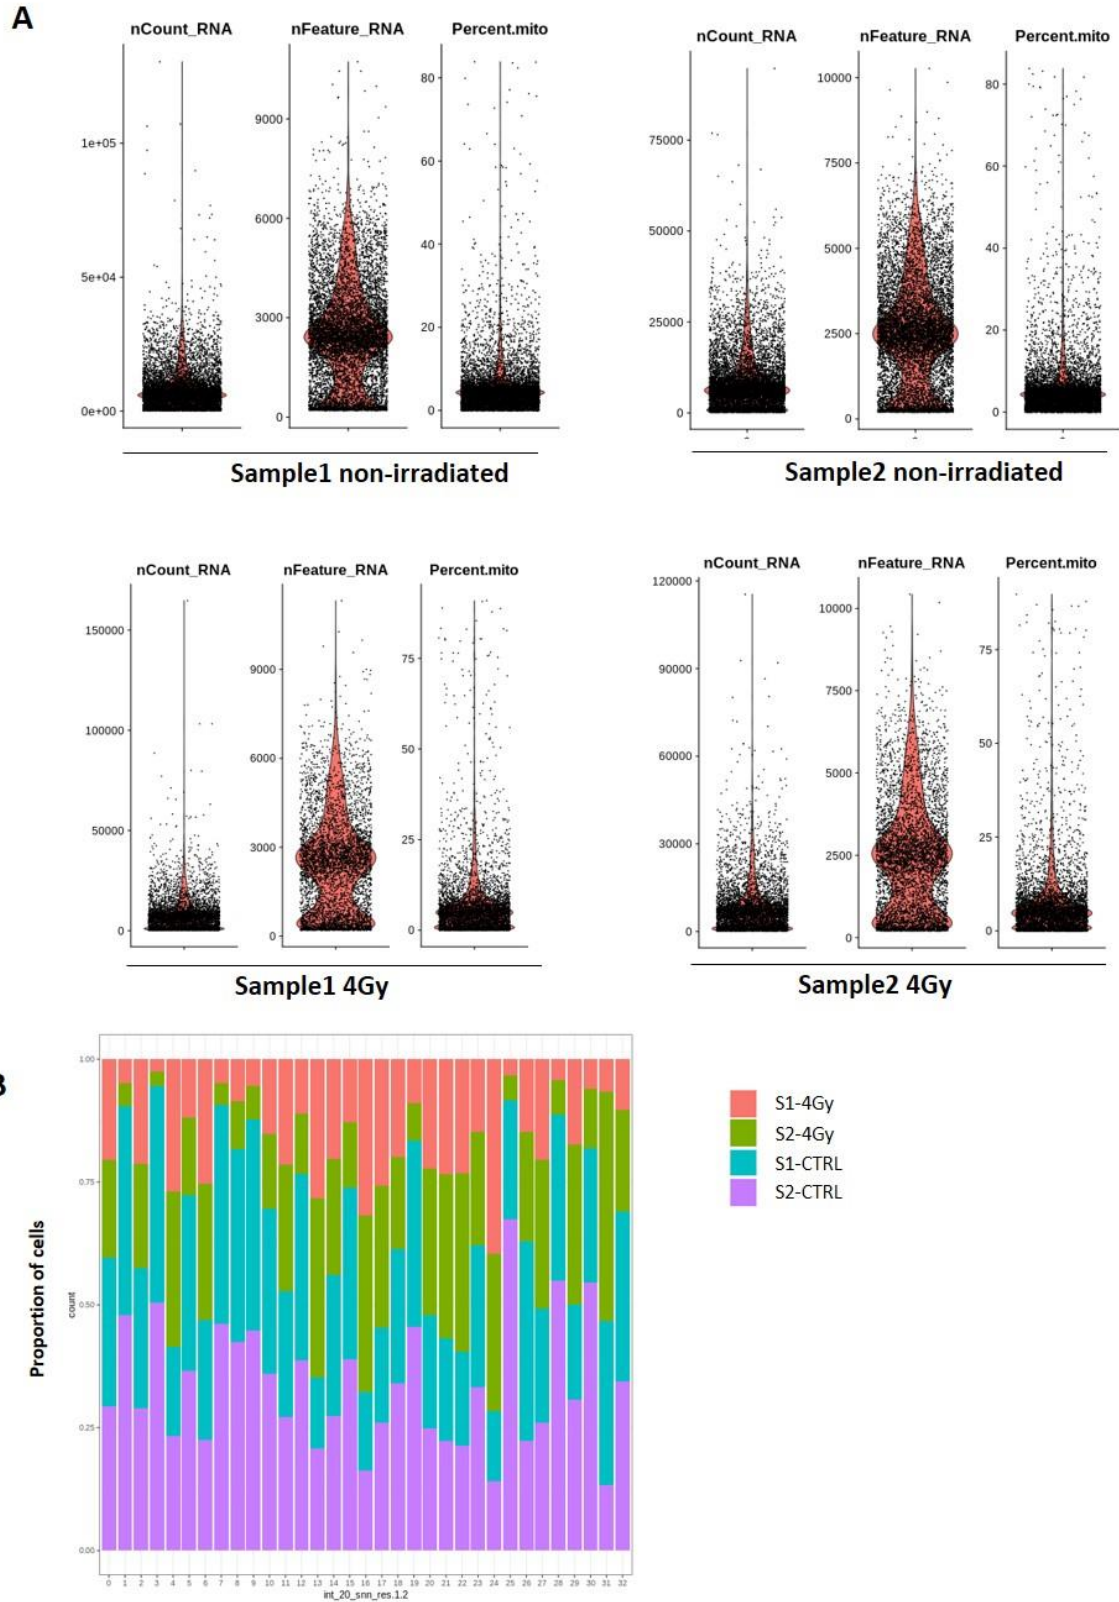 A
nCount_RNA nFeature_RNA Percent.mito
1e+05
5e+04
0e+00
9000
6000
3000
0
80
60
40
20
0
Sample1 non-irradiated
nCount_RNA nFeature_RNA Percent.mito
75000
50000
25000
0
10000
7500
5000
2500
0
80
60
40
20
0
Sample2 non-irradiated
nCount_RNA nFeature_RNA Percent.mito
150000
100000
50000
0
9000
6000
3000
0
75
50
25
0
Sample1 4Gy
nCount_RNA nFeature_RNA Percent.mito
120000
90000
60000
30000
0
10000
7500
5000
2500
0
75
50
25
0
Sample2 4Gy
B
Proportion of cells
count
1.00
0.75
0.50
0.25
0.00
0 1 2 3 4 5 6 7 8 9 10 11 12 13 14 15 16 17 18 19 20 21 22 23 24 25 26 27 28 29 30 31 32
int_20_snn_res.1.2
S1-4Gy
S2-4Gy
S1-CTRL
S2-CTRL